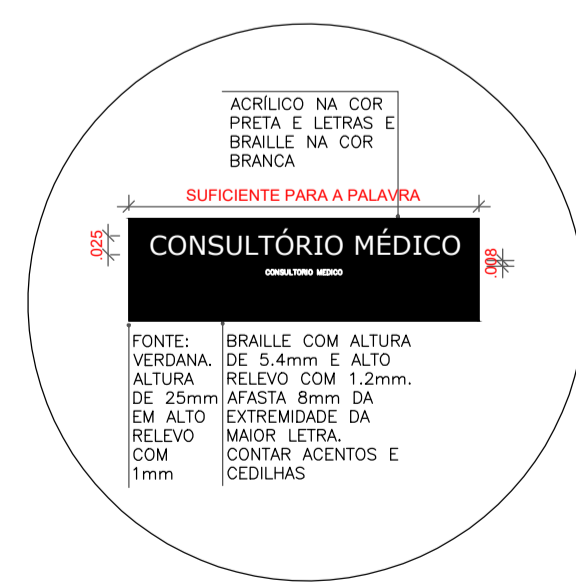 ACRÍLICO NA COR
PRETA E LETRAS E
BRAILLE NA COR
BRANCA
SUFICIENTE PARA A PALAVRA
.025
CONSULTÓRIO MÉDICO
CONSULTORIO MEDICO
.008
FONTE:
VERDANA.
ALTURA
DE 25mm
EM ALTO
RELEVO
COM
1mm
BRAILLE COM ALTURA
DE 5.4mm E ALTO
RELEVO COM 1.2mm.
AFASTA 8mm DA
EXTREMIDADE DA
MAIOR LETRA.
CONTAR ACENTOS E
CEDILHAS